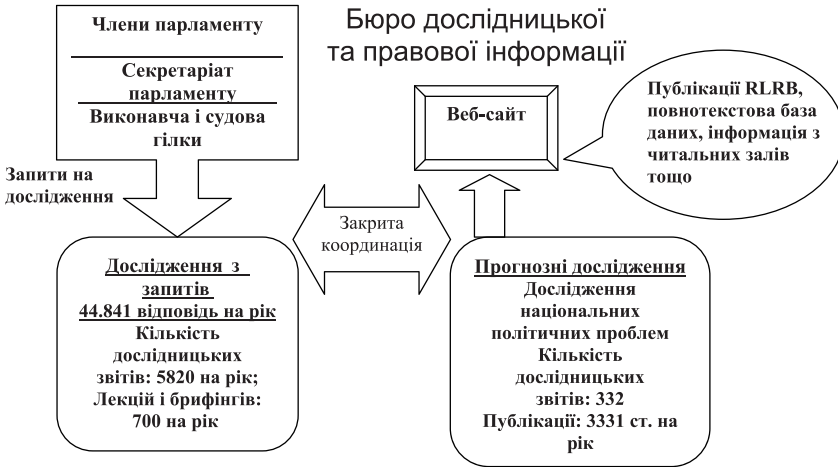 Бюро дослідницької
та правової інформації
Члени парламенту
Секретаріат
парламенту
Виконавча і судова
гілки
Запити на
дослідження
Веб-сайт
Публікації RLRB,
повнотекстова база
даних, інформація з
читальних залів
тощо
Закрита
координація
Дослідження з
запитів
44.841 відповідь на рік
Кількість
дослідницьких
звітів: 5820 на рік;
Лекцій і брифінгів:
700 на рік
Прогнозні дослідження
Дослідження
національних
політичних проблем
Кількість
дослідницьких
звітів: 332
Публікації: 3331 ст. на
рік